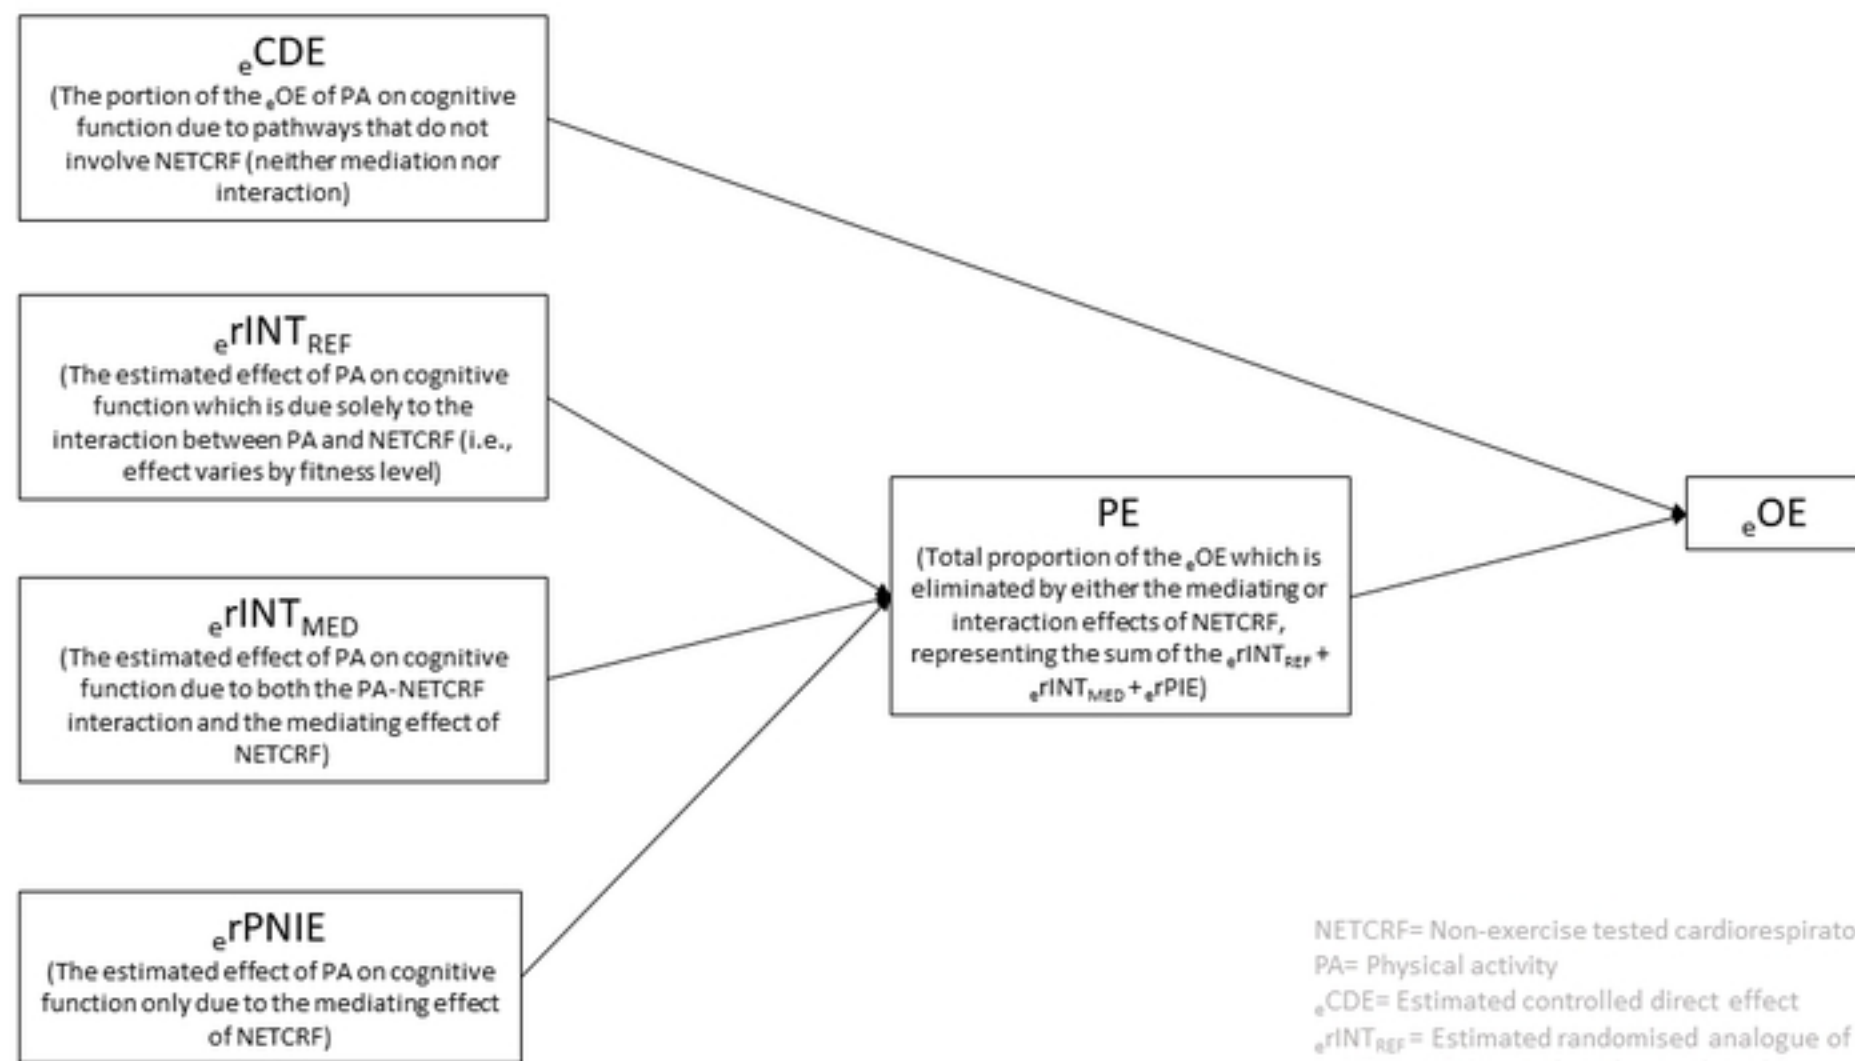 eCDE
(The portion of the eOE of PA on cognitive
function due to pathways that do not
involve NETCRF (neither mediation nor
interaction)
erINTREF
(The estimated effect of PA on cognitive
function which is due solely to the
interaction between PA and NETCRF (i.e.,
effect varies by fitness level)
erINTMED
(The estimated effect of PA on cognitive
function due to both the PA-NETCRF
interaction and the mediating effect of
NETCRF)
erPNIE
(The estimated effect of PA on cognitive
function only due to the mediating effect
of NETCRF)
PE
(Total proportion of the eOE which is
eliminated by either the mediating or
interaction effects of NETCRF,
representing the sum of the erINTREF +
erINTMED + erPIE)
eOE
NETCRF= Non-exercise tested cardiorespirato
PA= Physical activity
eCDE= Estimated controlled direct effect
erINTREF = Estimated randomised analogue of